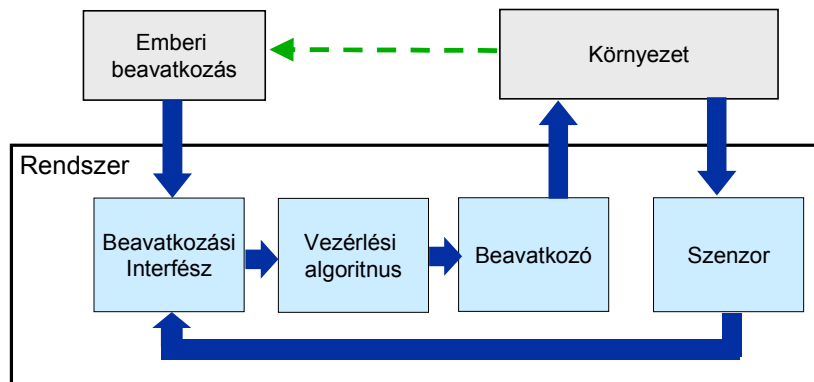 Emberi
beavatkozás
Környezet
Rendszer
Beavatkozási
Interfész
Vezérlési
algoritnus
Beavatkozó
Szenzor